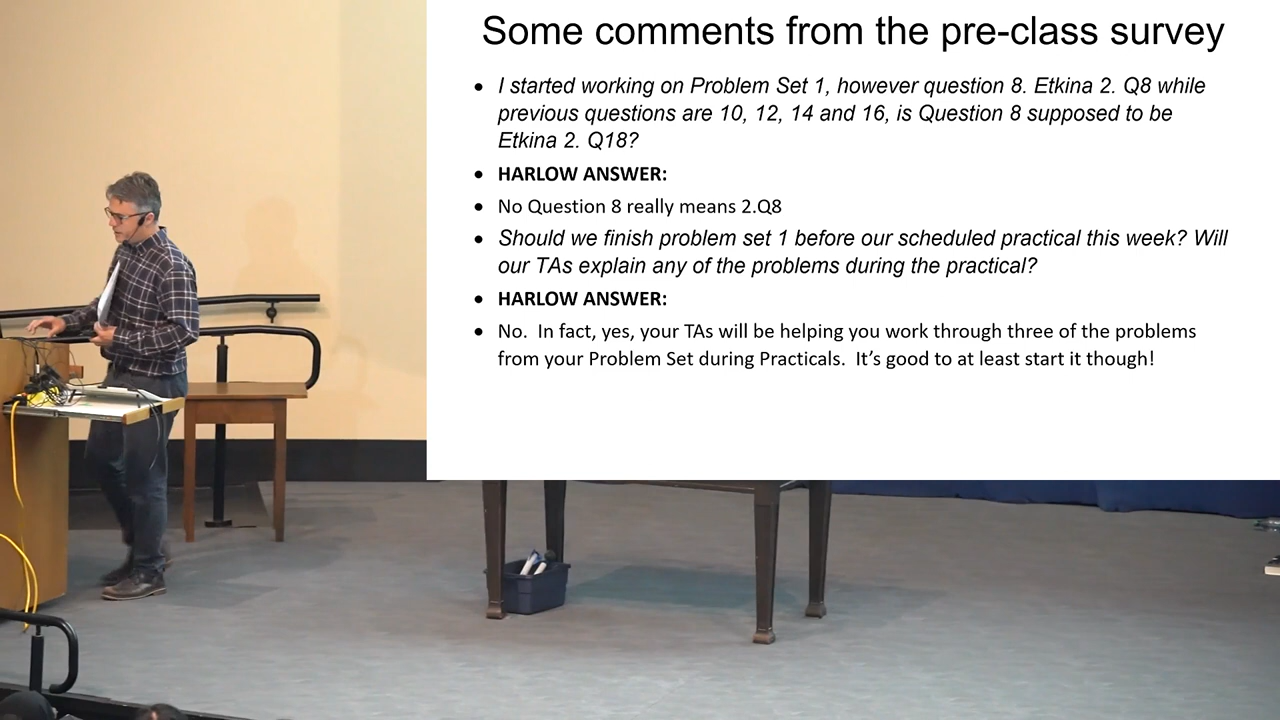 Some comments from the pre-class survey
• I started working on Problem Set 1, however question 8. Etkina 2. Q8 while
previous questions are 10, 12, 14 and 16, is Question 8 supposed to be
Etkina 2. Q18?
• HARLOW ANSWER:
• No Question 8 really means 2.Q8
• Should we finish problem set 1 before our scheduled practical this week? Will
our TAs explain any of the problems during the practical?
• HARLOW ANSWER:
• No.  In fact, yes, your TAs will be helping you work through three of the problems
from your Problem Set during Practicals.  It's good to at least start it though!